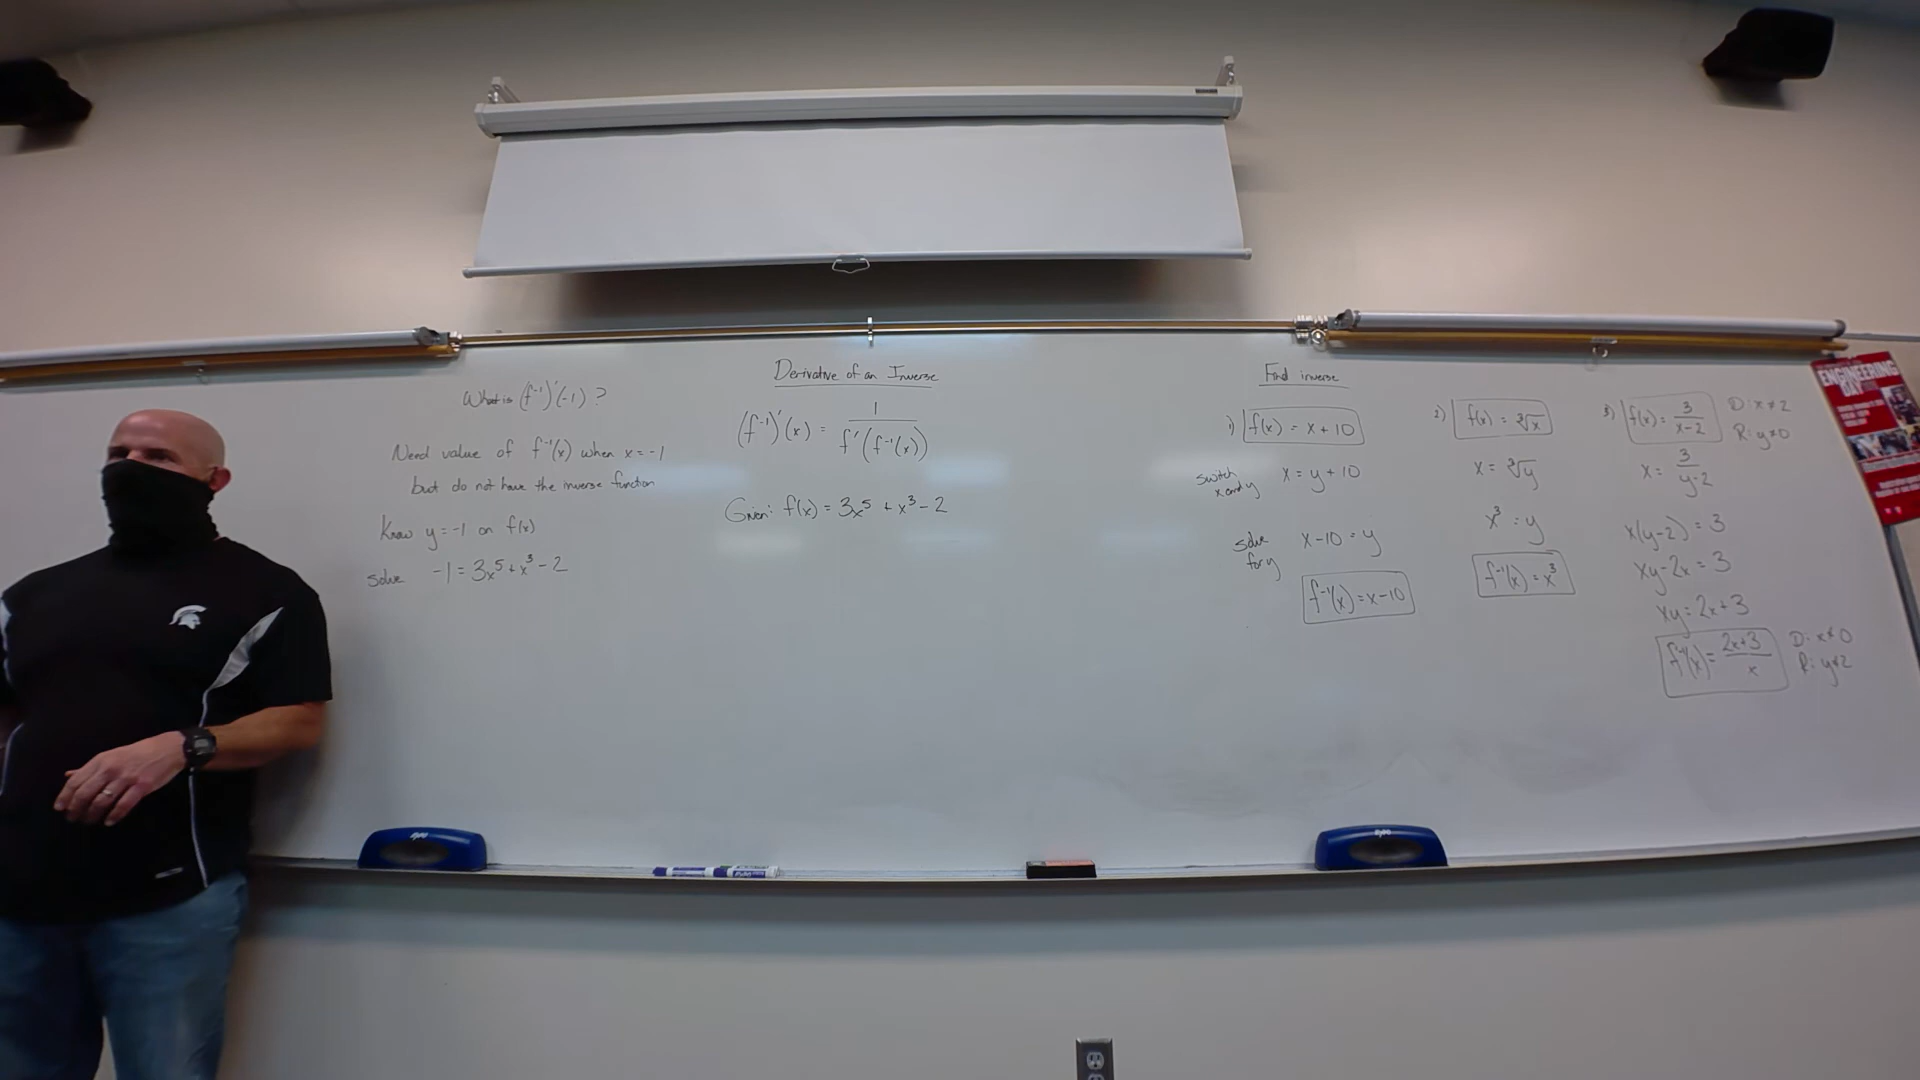 What is (f⁻¹)'(-1) ?
Need value of f⁻¹(x) when x = -1
but do not have the inverse function
Know y = -1 on f(x)
solve -1 = 3x⁵ + x³ - 2
Derivative of an Inverse
(f⁻¹)'(x) = 1 / f'(f⁻¹(x))
Given: f(x) = 3x⁵ + x³ - 2
Find inverse
1) f(x) = x + 10
switch x and y x = y + 10
solve for y x - 10 = y
f⁻¹(x) = x - 10
2) f(x) = ∛x
x = ∛y
x³ = y
f⁻¹(x) = x³
3) f(x) = 3/(x-2) D: x ≠ 2
R: y ≠ 0
x = 3/(y-2)
x(y-2) = 3
xy - 2x = 3
xy = 2x + 3
f⁻¹(x) = (2x+3)/x D: x ≠ 0
R: y ≠ 2
ENGINEERING
DAY
expo
expo